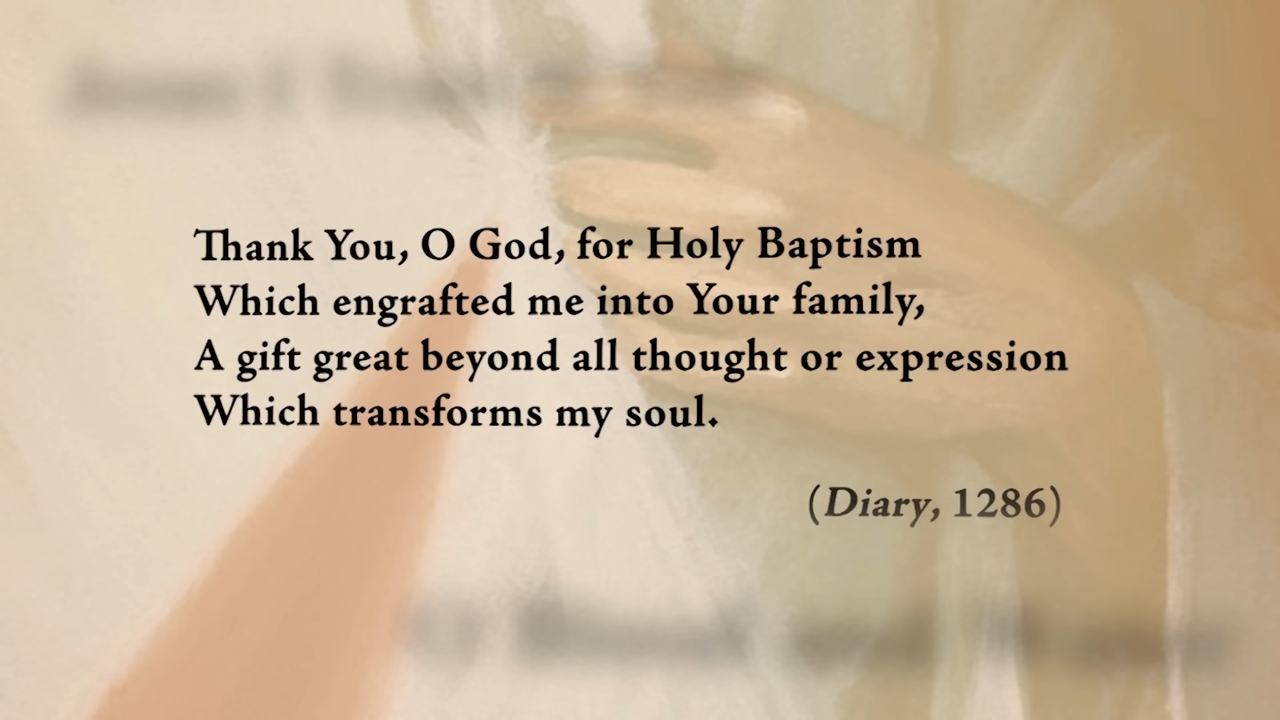 Thank You, O God, for Holy Baptism
Which engrafted me into Your family,
A gift great beyond all thought or expression
Which transforms my soul.
(Diary, 1286)